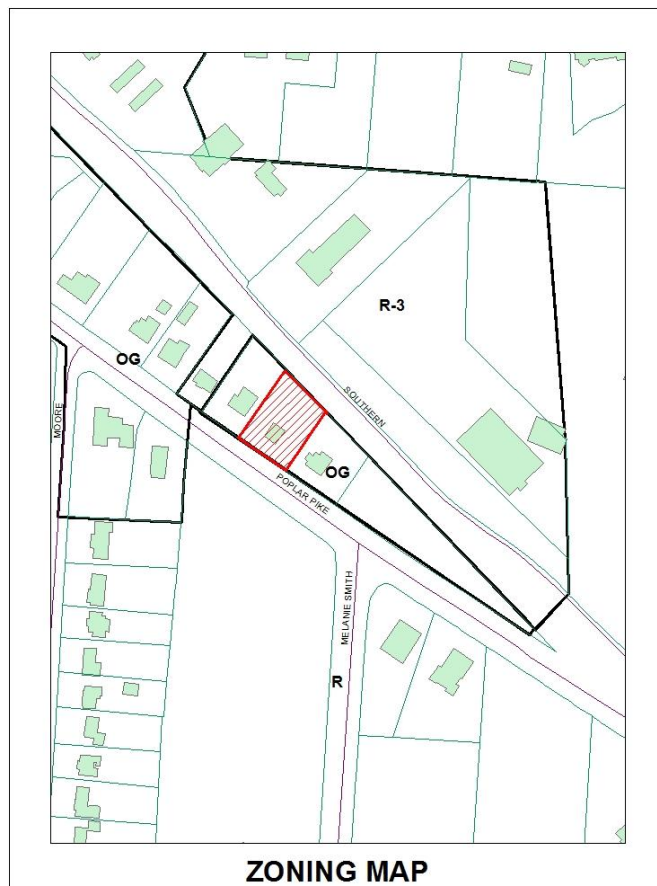 R-3
OG
SOUTHERN
MOORE
OG
POPLAR PIKE
MELANIE SMITH
R
ZONING MAP